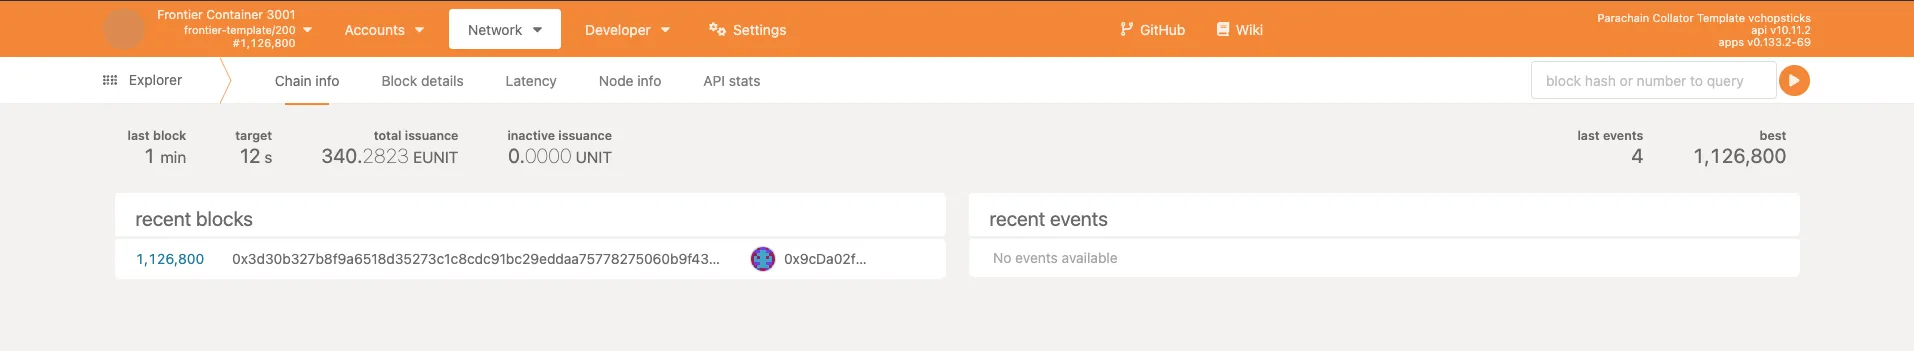 Frontier Container 3001
frontier-template/200
#1,126,800
Accounts
Network
Developer
Settings
GitHub
Wiki
Parachain Collator Template vchopsticks
api v10.11.2
apps v0.133.2-69
Explorer
Chain info
Block details
Latency
Node info
API stats
block hash or number to query
last block
1 min
target
12 s
total issuance
340.2823 EUNIT
inactive issuance
0.0000 UNIT
last events
4
best
1,126,800
recent blocks
1,126,800 0x3d30b327b8f9a6518d35273c1c8cdc91bc29eddaa75778275060b9f43... 0x9cDa02f...
recent events
No events available